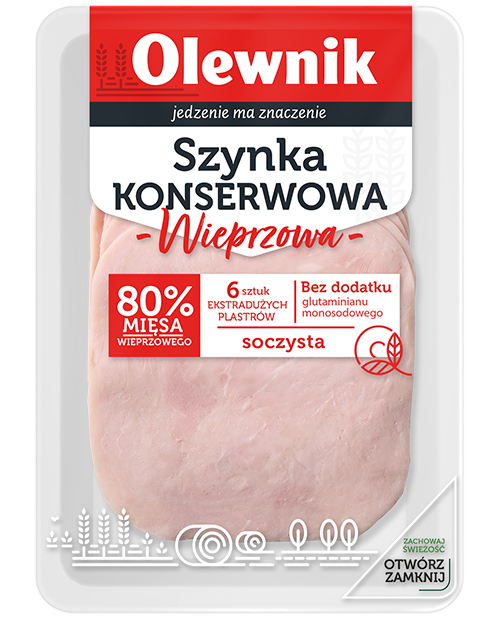 Olewnik
jedzenie ma znaczenie
Szynka
KONSERWOWA
- Wieprzowa -
80%
MIĘSA
WIEPRZOWEGO
6 sztuk
EKSTRADUŻYCH
PLASTRÓW
Bez dodatku
glutaminianu
monosodowego
soczysta
ZACHOWAJ
ŚWIEŻOŚĆ
OTWÓRZ
ZAMKNIJ